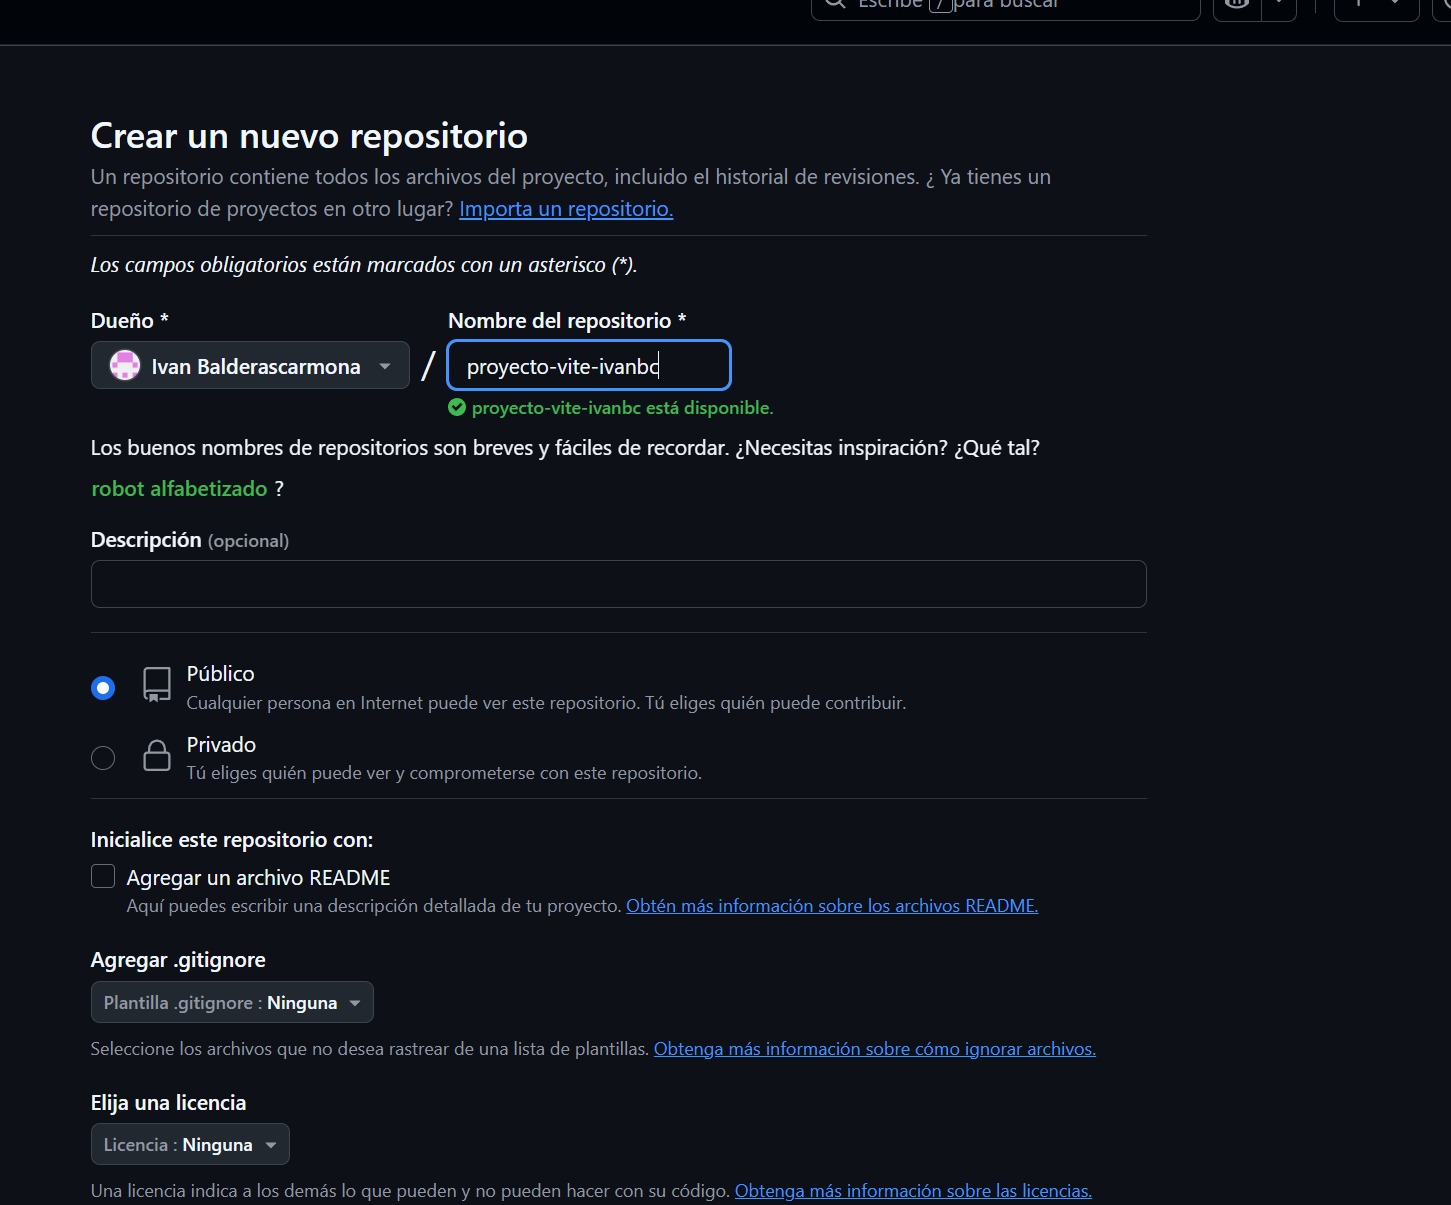 Escribe / para buscar
Crear un nuevo repositorio
Un repositorio contiene todos los archivos del proyecto, incluido el historial de revisiones. ¿ Ya tienes un
repositorio de proyectos en otro lugar? Importa un repositorio.
Los campos obligatorios están marcados con un asterisco (*).
Dueño *
Nombre del repositorio *
Ivan Balderascarmona / proyecto-vite-ivanbc
proyecto-vite-ivanbc está disponible.
Los buenos nombres de repositorios son breves y fáciles de recordar. ¿Necesitas inspiración? ¿Qué tal?
robot alfabetizado ?
Descripción (opcional)
Público
Cualquier persona en Internet puede ver este repositorio. Tú eliges quién puede contribuir.
Privado
Tú eliges quién puede ver y comprometerse con este repositorio.
Inicialice este repositorio con:
Agregar un archivo README
Aquí puedes escribir una descripción detallada de tu proyecto. Obtén más información sobre los archivos README.
Agregar .gitignore
Plantilla .gitignore : Ninguna
Seleccione los archivos que no desea rastrear de una lista de plantillas. Obtenga más información sobre cómo ignorar archivos.
Elija una licencia
Licencia : Ninguna
Una licencia indica a los demás lo que pueden y no pueden hacer con su código. Obtenga más información sobre las licencias.